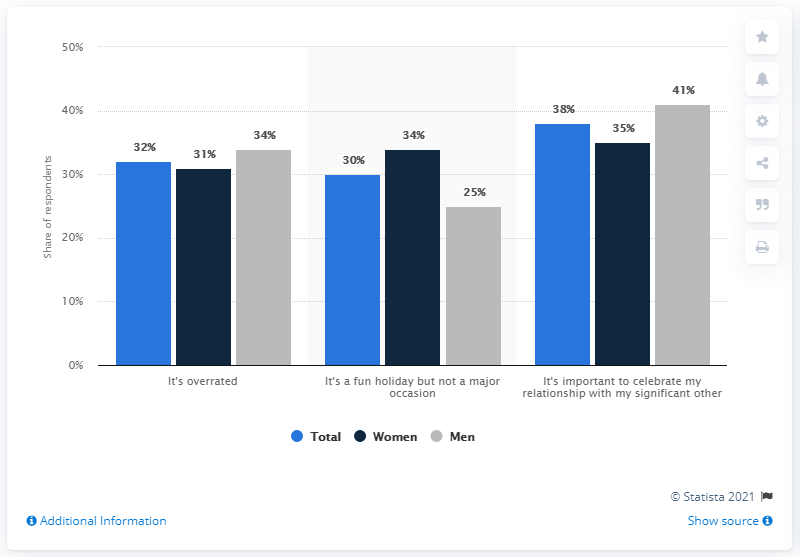 50%
40%
30%
20%
10%
0%
Share of respondents
32%
31%
34%
30%
34%
25%
38%
35%
41%
It's overrated
It's a fun holiday but not a major
occasion
It's important to celebrate my
relationship with my significant other
Total Women Men
© Statista 2021
Additional Information
Show source